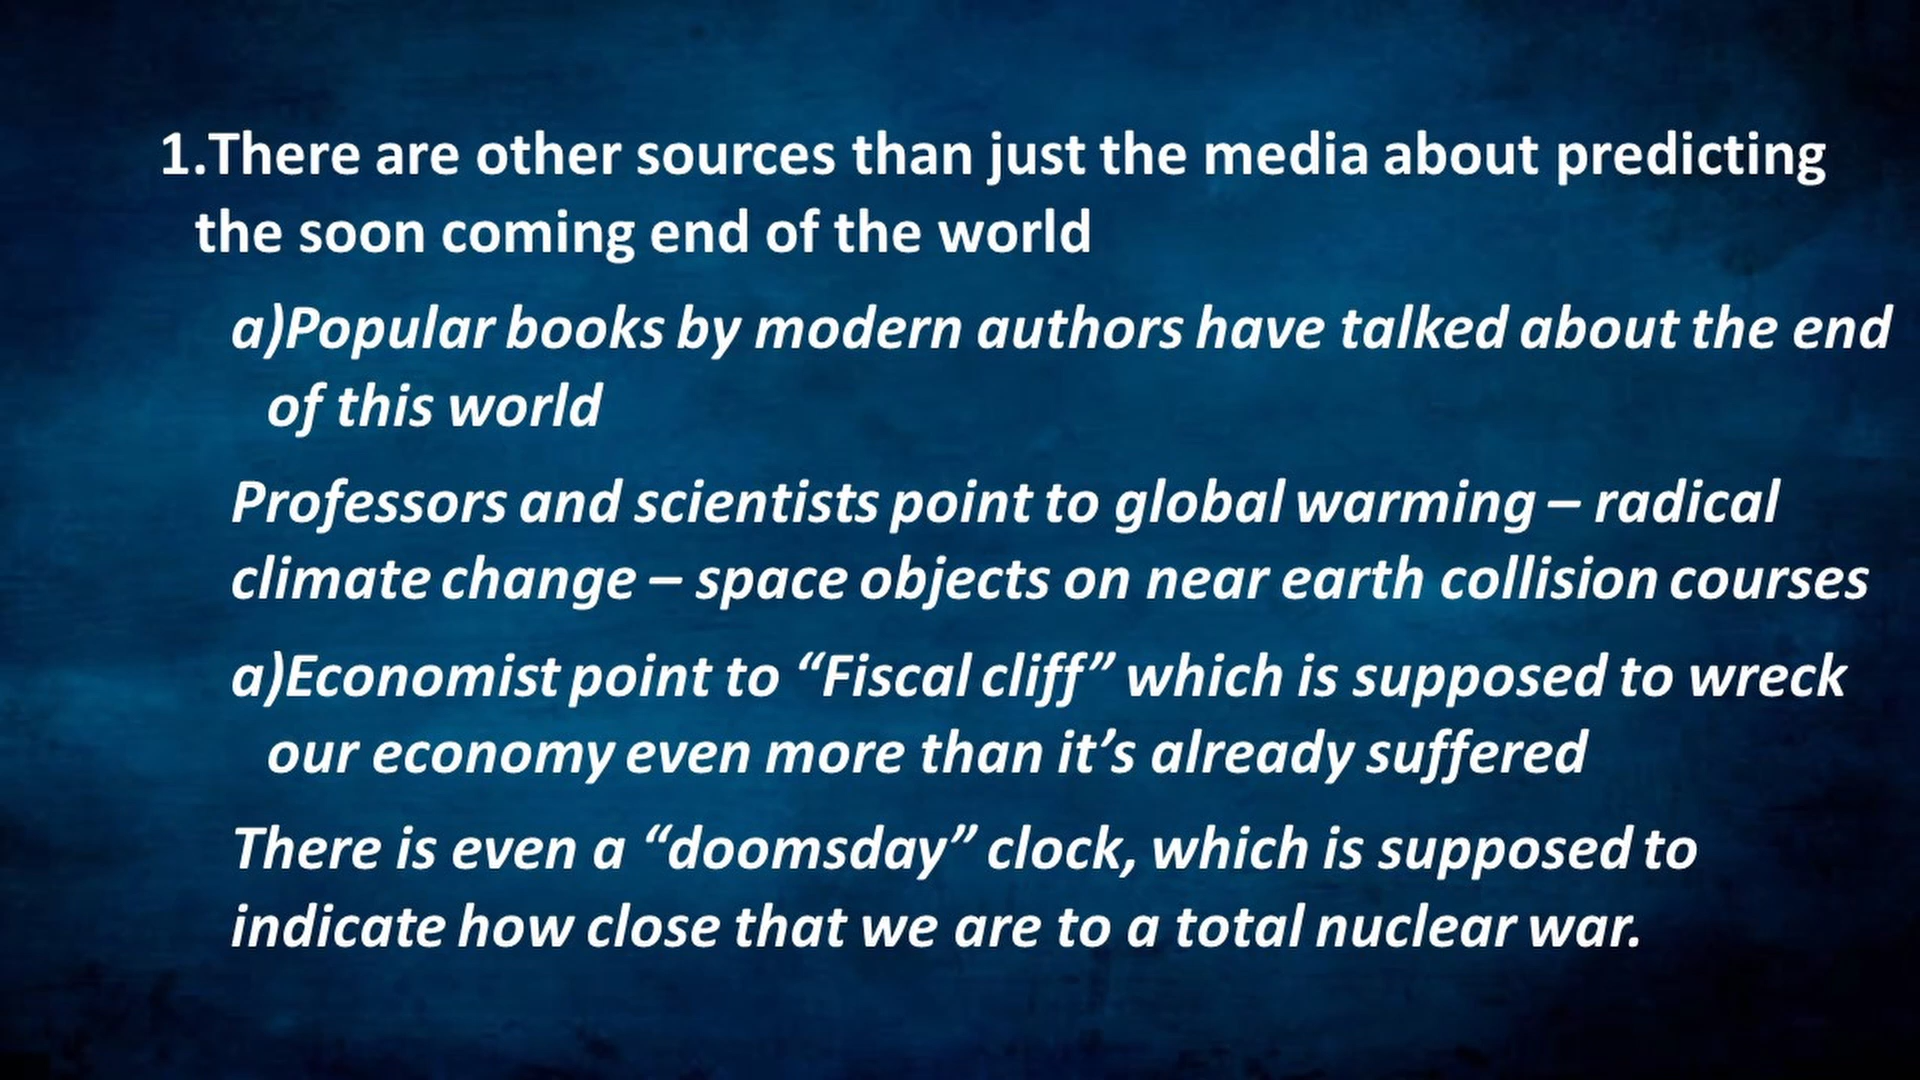 1.There are other sources than just the media about predicting
the soon coming end of the world
a)Popular books by modern authors have talked about the end
of this world
Professors and scientists point to global warming – radical
climate change – space objects on near earth collision courses
a)Economist point to “Fiscal cliff” which is supposed to wreck
our economy even more than it’s already suffered
There is even a “doomsday” clock, which is supposed to
indicate how close that we are to a total nuclear war.